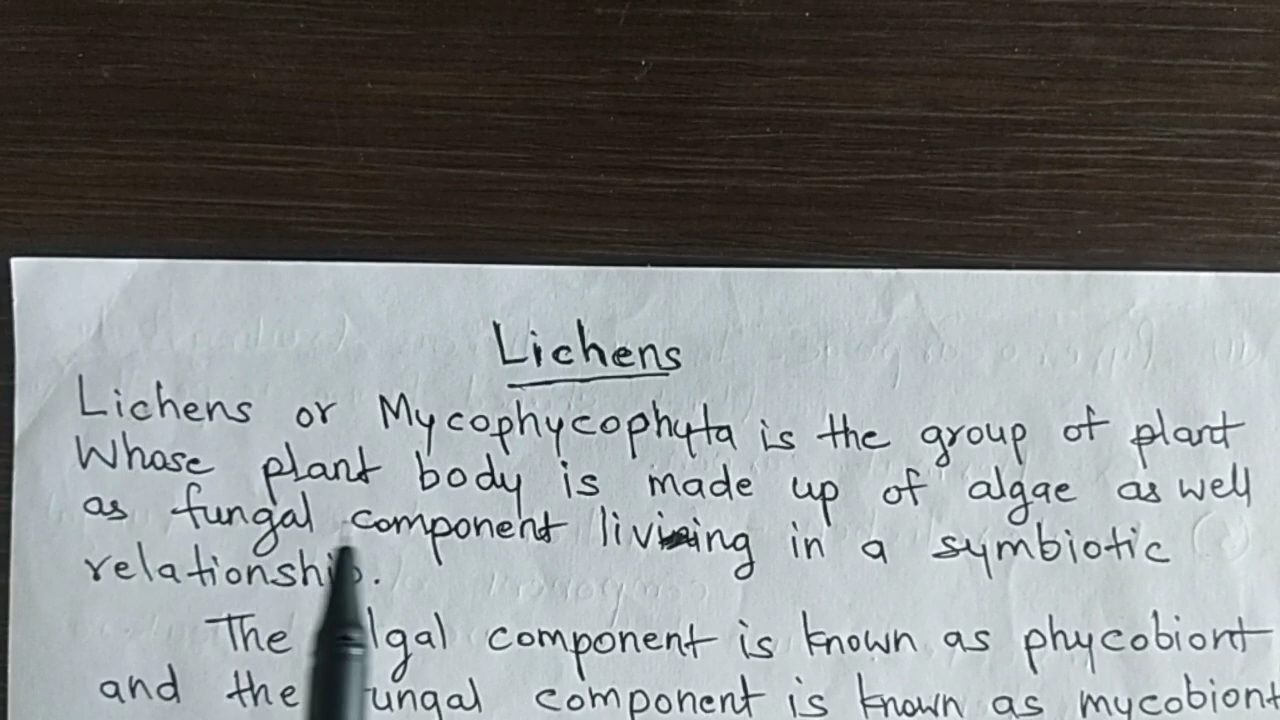 Lichens
Lichens or Mycophycophyta is the group of plant
Whose plant body is made up of algae as well
as fungal component living in a symbiotic
relationship.
The algal component is known as phycobiont
and the fungal component is known as mycobiont